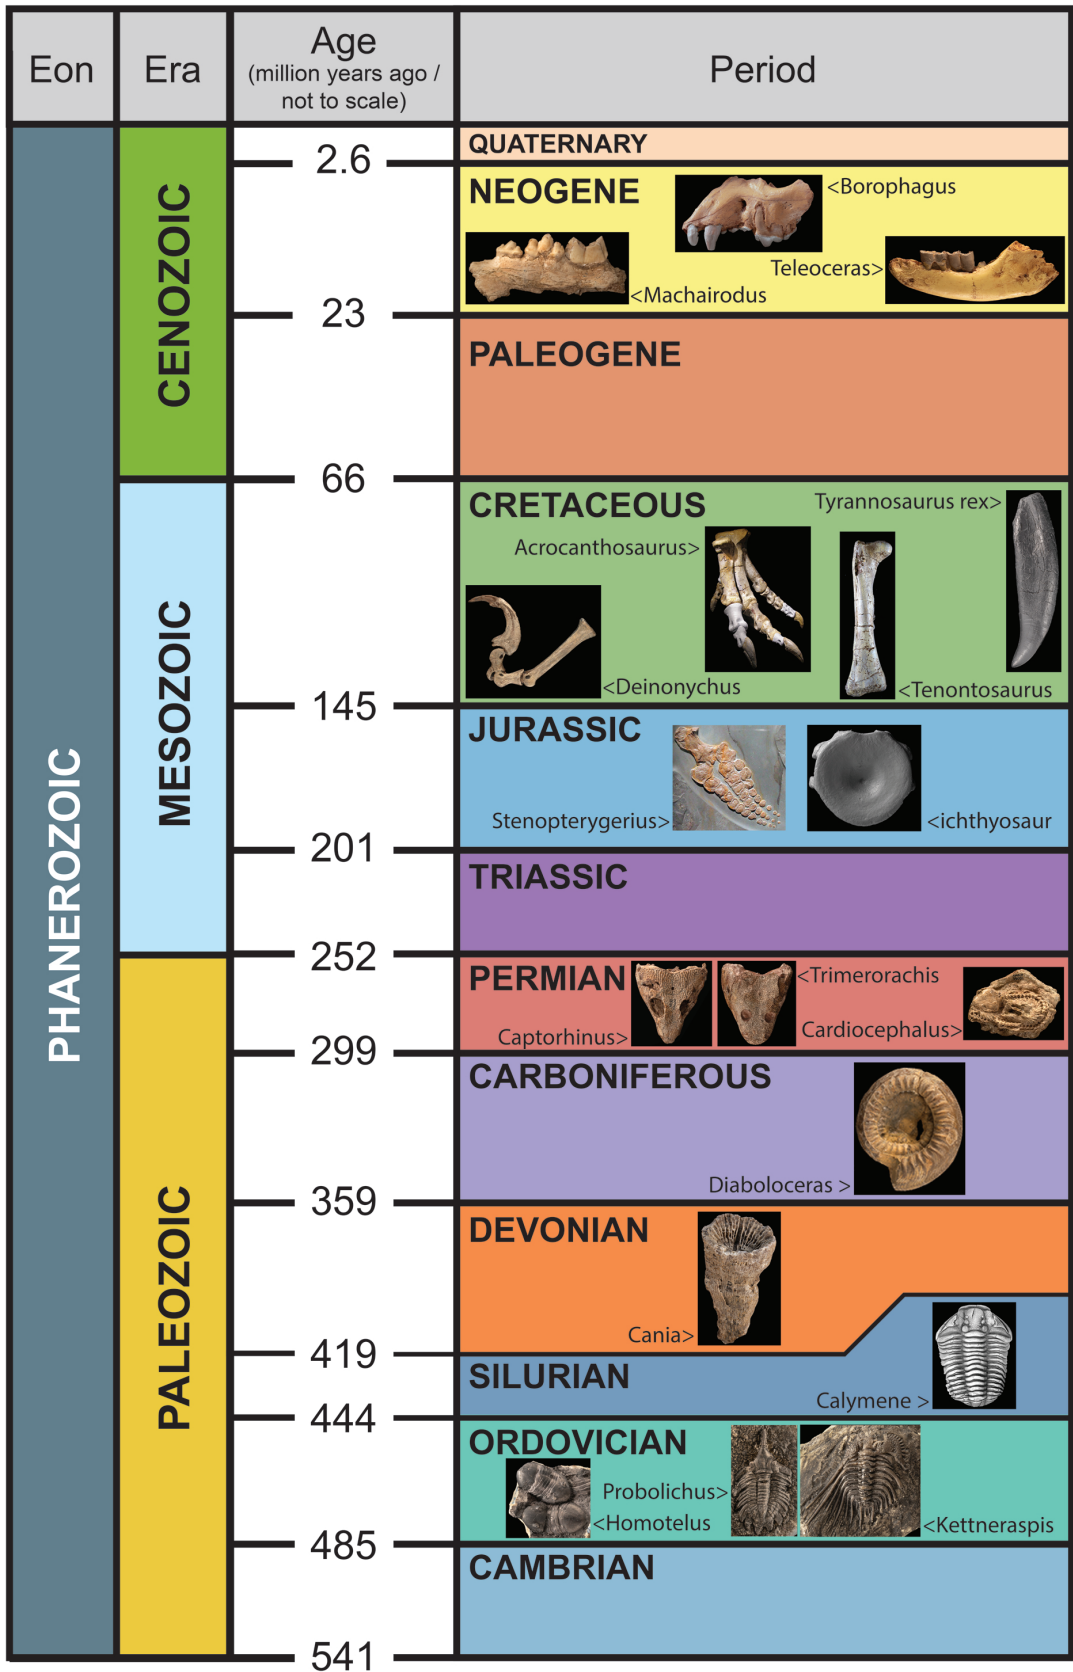 Eon
Era
Age
(million years ago /
not to scale)
Period
PHANEROZOIC
CENOZOIC
MESOZOIC
PALEOZOIC
QUATERNARY
2.6
NEOGENE
<Borophagus
Teleoceras>
<Machairodus
23
PALEOGENE
66
CRETACEOUS
Tyrannosaurus rex>
Acrocanthosaurus>
<Deinonychus
<Tenontosaurus
145
JURASSIC
Stenopterygerius>
<ichthyosaur
201
TRIASSIC
252
PERMIAN
<Trimerorachis
Captorhinus>
Cardiocephalus>
299
CARBONIFEROUS
Diaboloceras >
359
DEVONIAN
Cania>
419
SILURIAN
Calymene >
444
ORDOVICIAN
Probolichus>
<Homotelus
<Kettneraspis
485
CAMBRIAN
541